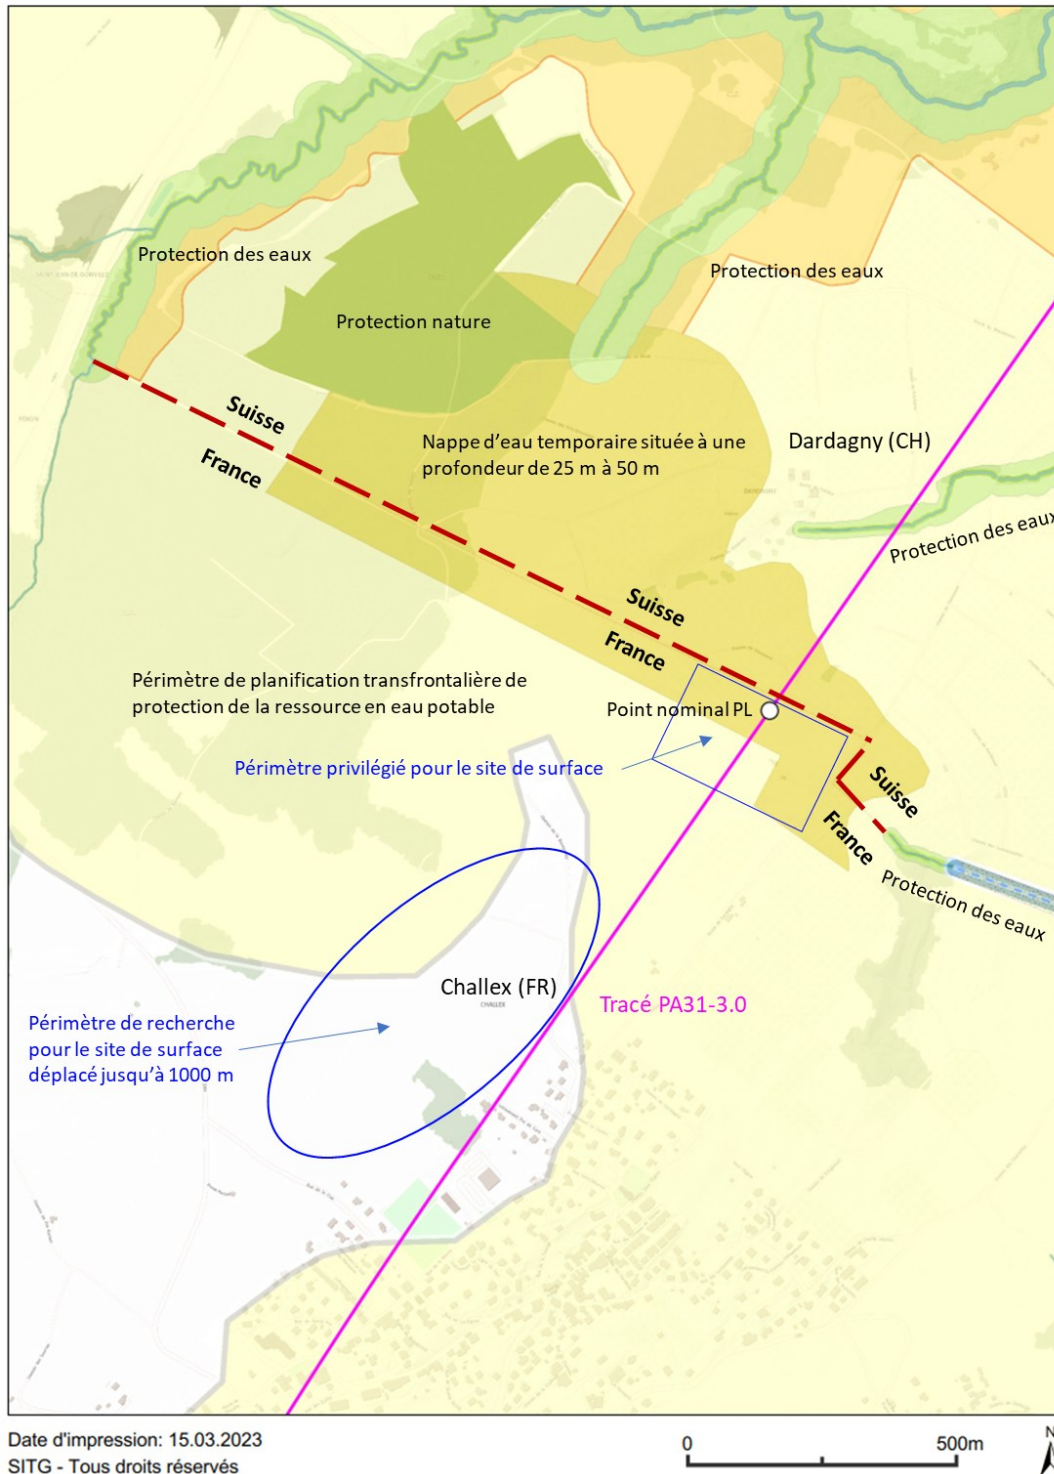 Protection des eaux
Protection des eaux
Protection nature
Suisse
France
Nappe d'eau temporaire située à une
profondeur de 25 m à 50 m
Dardagny (CH)
Protection des eaux
Suisse
France
Périmètre de planification transfrontalière de
protection de la ressource en eau potable
Point nominal PL
Périmètre privilégié pour le site de surface
Suisse
France
Protection des eaux
Challex (FR)
CHALLEX
Tracé PA31-3.0
Périmètre de recherche
pour le site de surface
déplacé jusqu'à 1000 m
Date d'impression: 15.03.2023
SITG - Tous droits réservés
0
500m
N